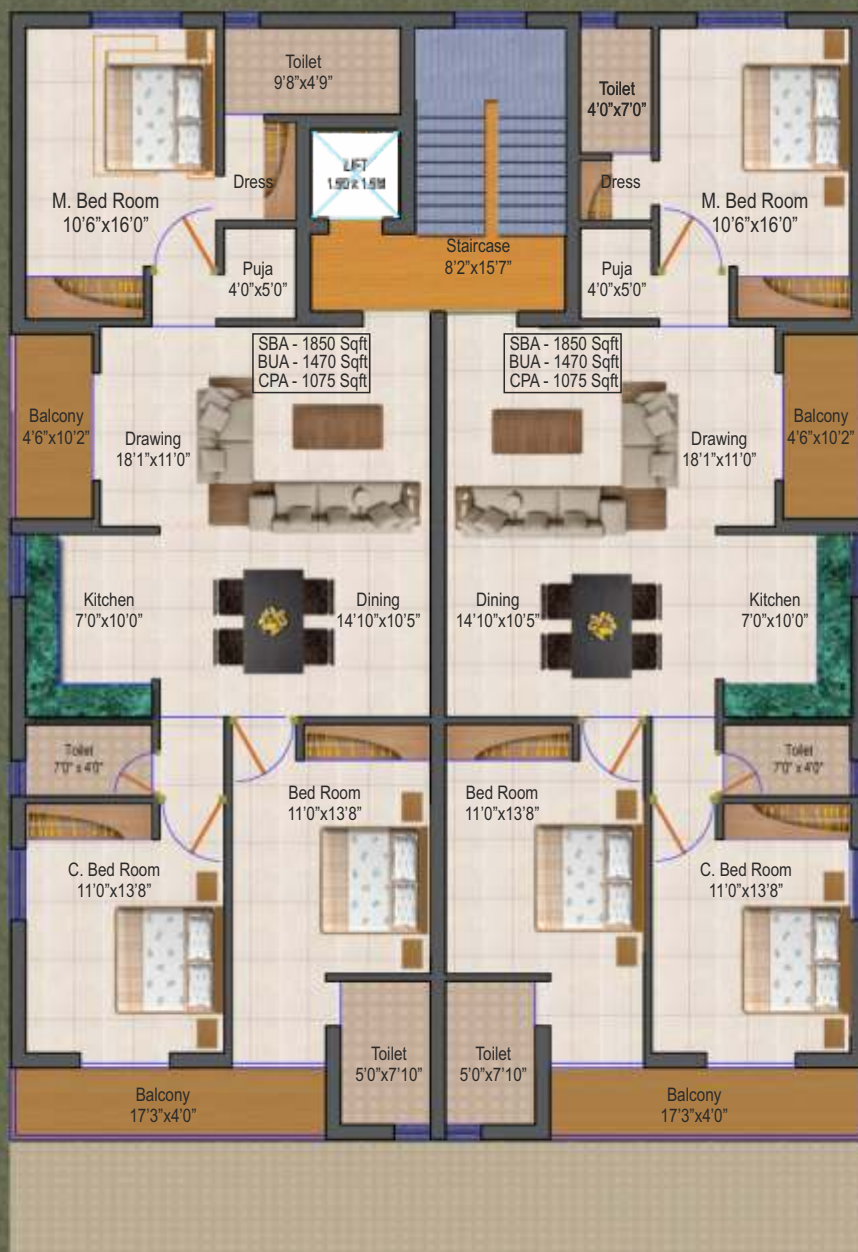 Toilet
9'8"x4'9"
Toilet
4'0"x7'0"
LIFT
1.50 x 1.5M
Dress
Dress
M. Bed Room
10'6"x16'0"
M. Bed Room
10'6"x16'0"
Staircase
8'2"x15'7"
Puja
4'0"x5'0"
Puja
4'0"x5'0"
SBA - 1850 Sqft
BUA - 1470 Sqft
CPA - 1075 Sqft
SBA - 1850 Sqft
BUA - 1470 Sqft
CPA - 1075 Sqft
Balcony
4'6"x10'2"
Drawing
18'1"x11'0"
Drawing
18'1"x11'0"
Balcony
4'6"x10'2"
Kitchen
7'0"x10'0"
Dining
14'10"x10'5"
Dining
14'10"x10'5"
Kitchen
7'0"x10'0"
Toilet
7'0" x 4'0"
Toilet
7'0" x 4'0"
Bed Room
11'0"x13'8"
Bed Room
11'0"x13'8"
C. Bed Room
11'0"x13'8"
C. Bed Room
11'0"x13'8"
Toilet
5'0"x7'10"
Toilet
5'0"x7'10"
Balcony
17'3"x4'0"
Balcony
17'3"x4'0"